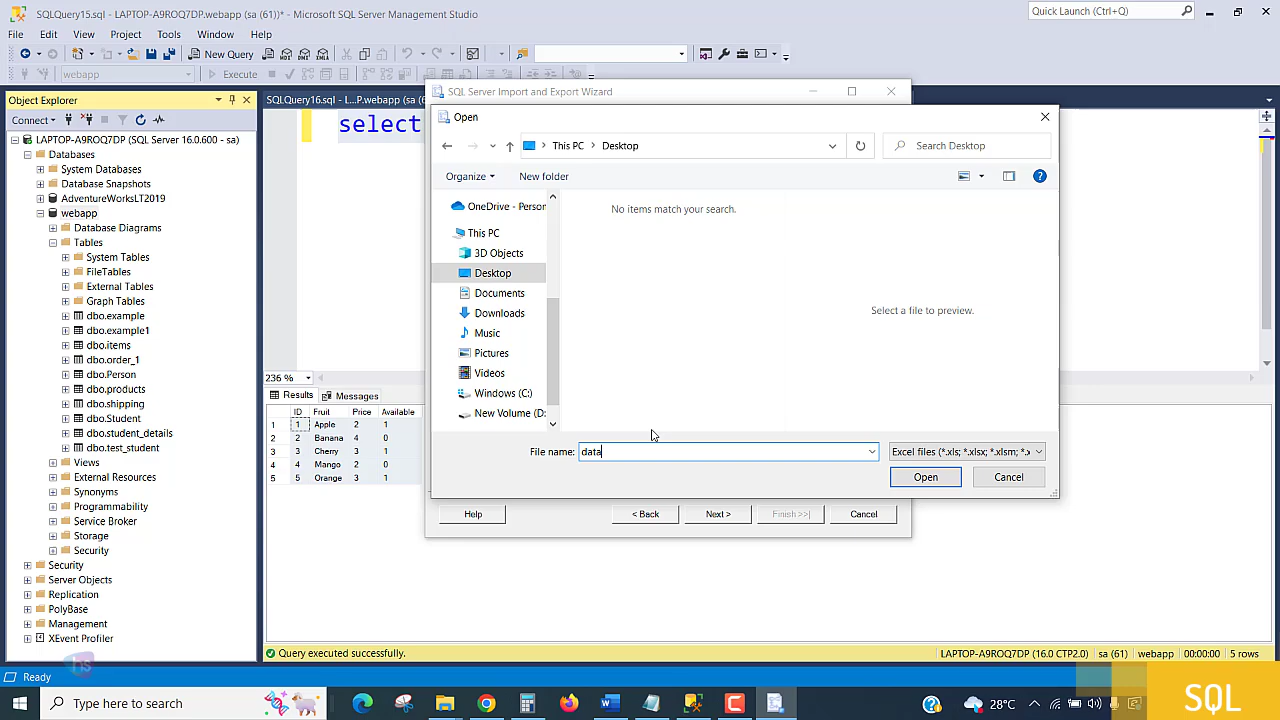 SQLQuery15.sql - LAPTOP-A9ROQ7DP.webapp (sa (61))* - Microsoft SQL Server Management Studio
Quick Launch (Ctrl+Q)
File Edit View Project Tools Window Help
New Query
webapp
Execute
Object Explorer
Connect
LAPTOP-A9ROQ7DP (SQL Server 16.0.600 - sa)
Databases
System Databases
Database Snapshots
AdventureWorksLT2019
webapp
Database Diagrams
Tables
System Tables
FileTables
External Tables
Graph Tables
dbo.example
dbo.example1
dbo.items
dbo.order_1
dbo.Person
dbo.products
dbo.shipping
dbo.Student
dbo.student_details
dbo.test_student
Views
External Resources
Synonyms
Programmability
Service Broker
Storage
Security
Security
Server Objects
Replication
PolyBase
Management
XEvent Profiler
SQLQuery16.sql - L...P.webapp (sa (6
select
236 %
Results Messages
ID Fruit Price Available
1 1 Apple 2 1
2 2 Banana 4 0
3 3 Cherry 3 1
4 4 Mango 2 0
5 5 Orange 3 1
SQL Server Import and Export Wizard
Open
This PC Desktop
Search Desktop
Organize New folder
OneDrive - Person
This PC
3D Objects
Desktop
Documents
Downloads
Music
Pictures
Videos
Windows (C:)
New Volume (D:
No items match your search.
Select a file to preview.
File name: data
Excel files (*.xls; *.xlsx; *.xlsm; *.x
Open Cancel
Help < Back Next > Finish >>| Cancel
Query executed successfully.
LAPTOP-A9ROQ7DP (16.0 CTP2.0) sa (61) webapp 00:00:00 5 rows
hs
Ready
Type here to search
28°C
SQL